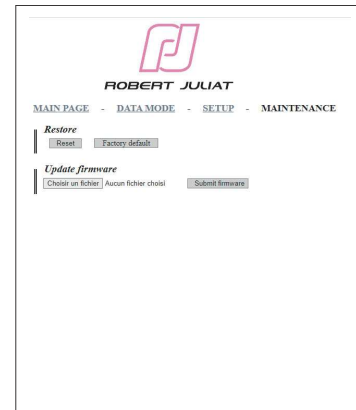 ROBERT JULIAT
MAIN PAGE - DATA MODE - SETUP - MAINTENANCE
Restore
Reset Factory default
Update firmware
Choisir un fichier Aucun fichier choisi Submit firmware